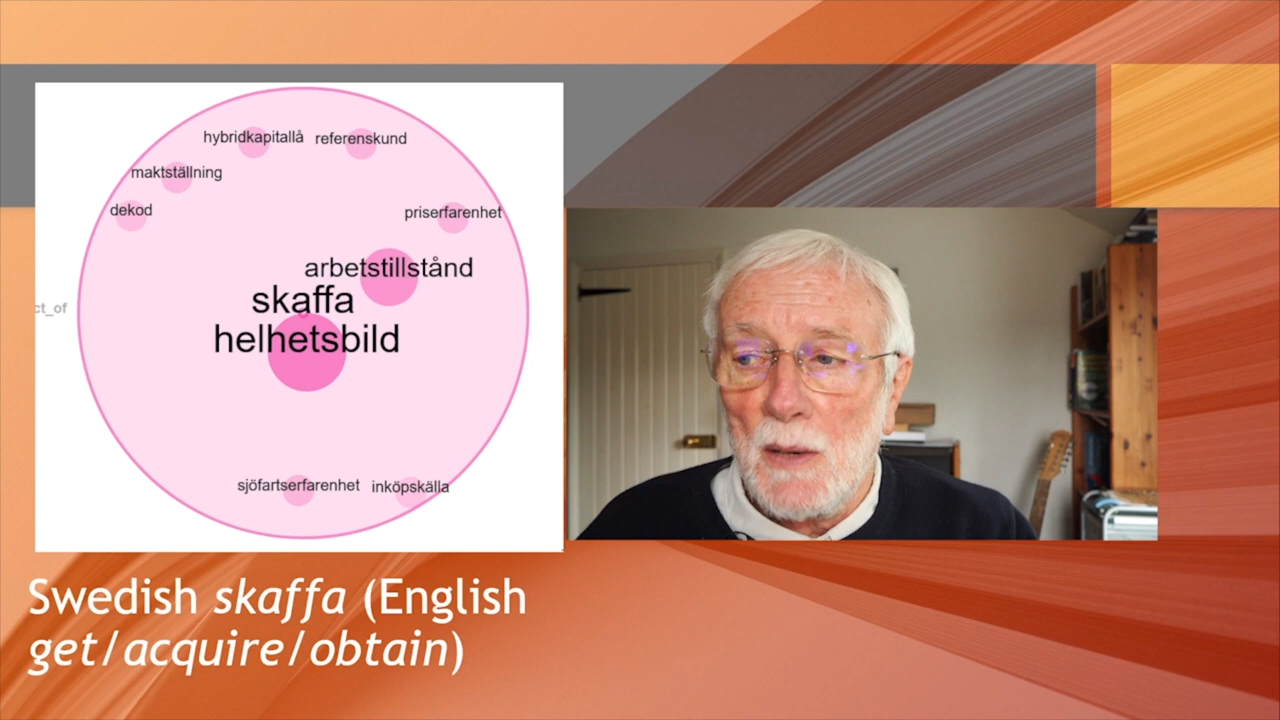 hybridkapitallå
referenskund
maktställning
dekod
priserfarenhet
arbetstillstånd
skaffa
helhetsbild
ct_of
sjöfartserfarenhet
inköpskälla
Swedish skaffa (English
get/acquire/obtain)